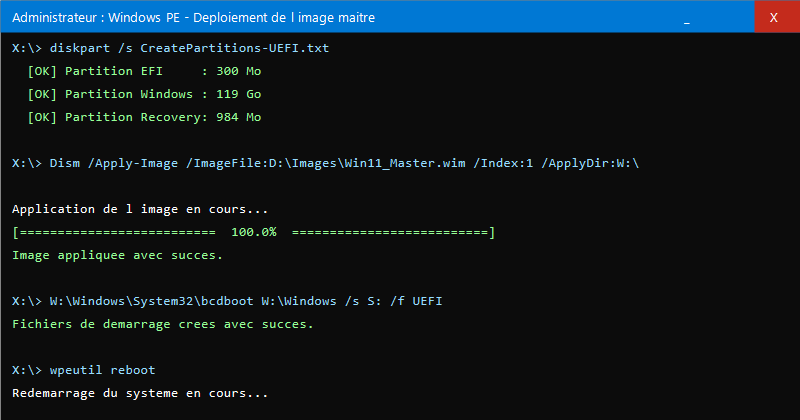 Administrateur : Windows PE - Deploiement de l image maitre
_ X
X:\> diskpart /s CreatePartitions-UEFI.txt
[OK] Partition EFI     : 300 Mo
[OK] Partition Windows : 119 Go
[OK] Partition Recovery: 984 Mo
X:\> Dism /Apply-Image /ImageFile:D:\Images\Win11_Master.wim /Index:1 /ApplyDir:W:\
Application de l image en cours...
[==========================  100.0%  ==========================]
Image appliquee avec succes.
X:\> W:\Windows\System32\bcdboot W:\Windows /s S: /f UEFI
Fichiers de demarrage crees avec succes.
X:\> wpeutil reboot
Redemarrage du systeme en cours...